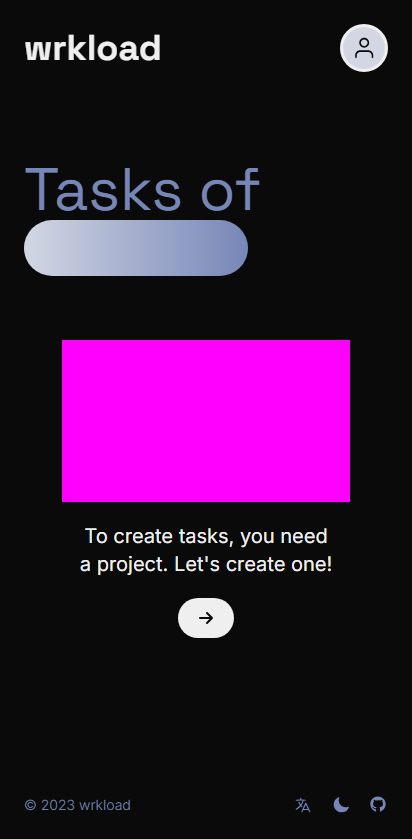 wrkload
Tasks of
To create tasks, you need
a project. Let's create one!
© 2023 wrkload